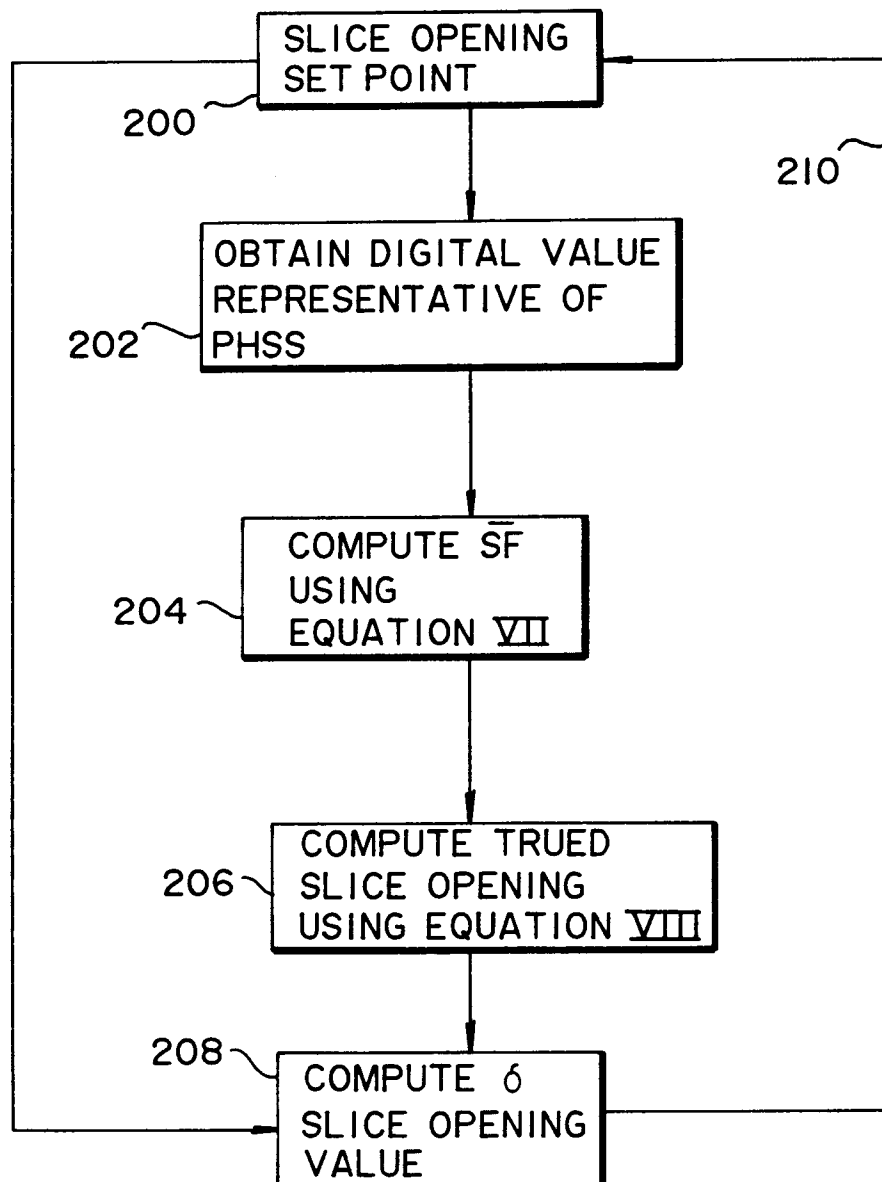 SLICE OPENING
SET POINT
200
210
OBTAIN DIGITAL VALUE
REPRESENTATIVE OF
PHSS
202
COMPUTE S̅F̅
USING
EQUATION VII
204
COMPUTE TRUED
SLICE OPENING
USING EQUATION VIII
206
208
COMPUTE δ
SLICE OPENING
VALUE